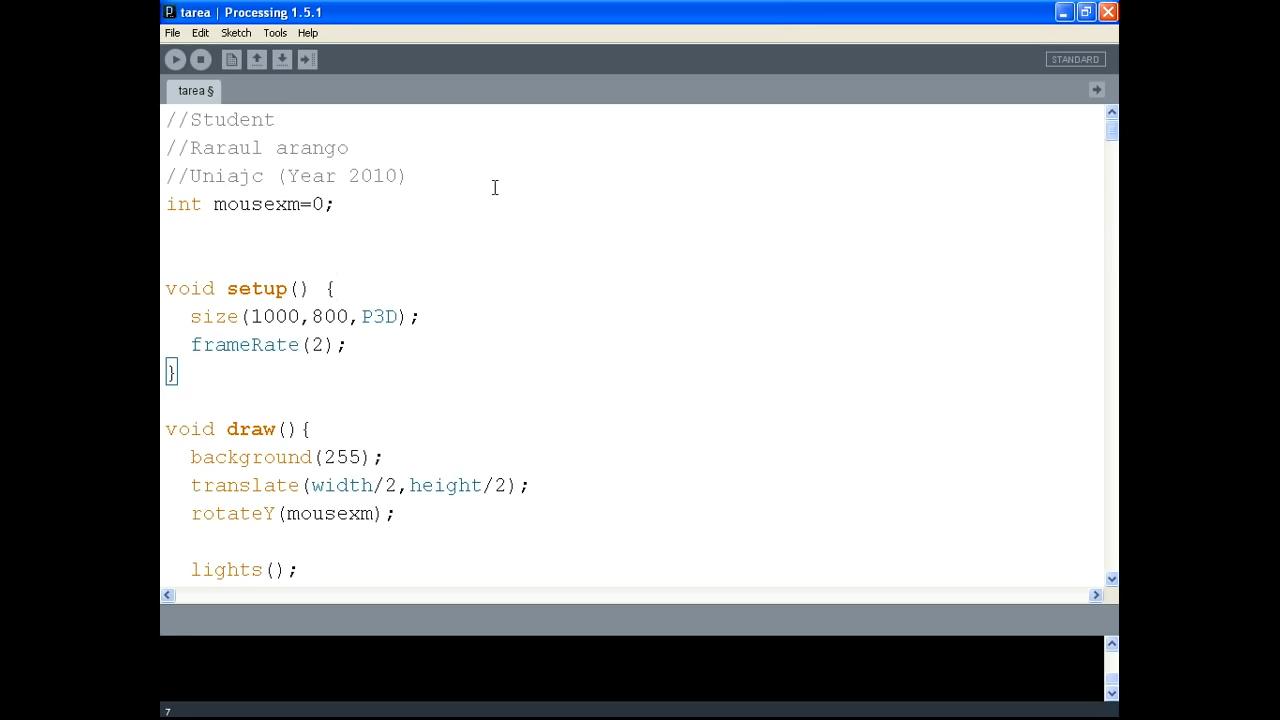 tarea | Processing 1.5.1
File Edit Sketch Tools Help
STANDARD
tarea §
//Student
//Raraul arango
//Uniajc (Year 2010)
int mousexm=0;
void setup() {
size(1000,800,P3D);
frameRate(2);
}
void draw(){
background(255);
translate(width/2,height/2);
rotateY(mousexm);
lights();
7